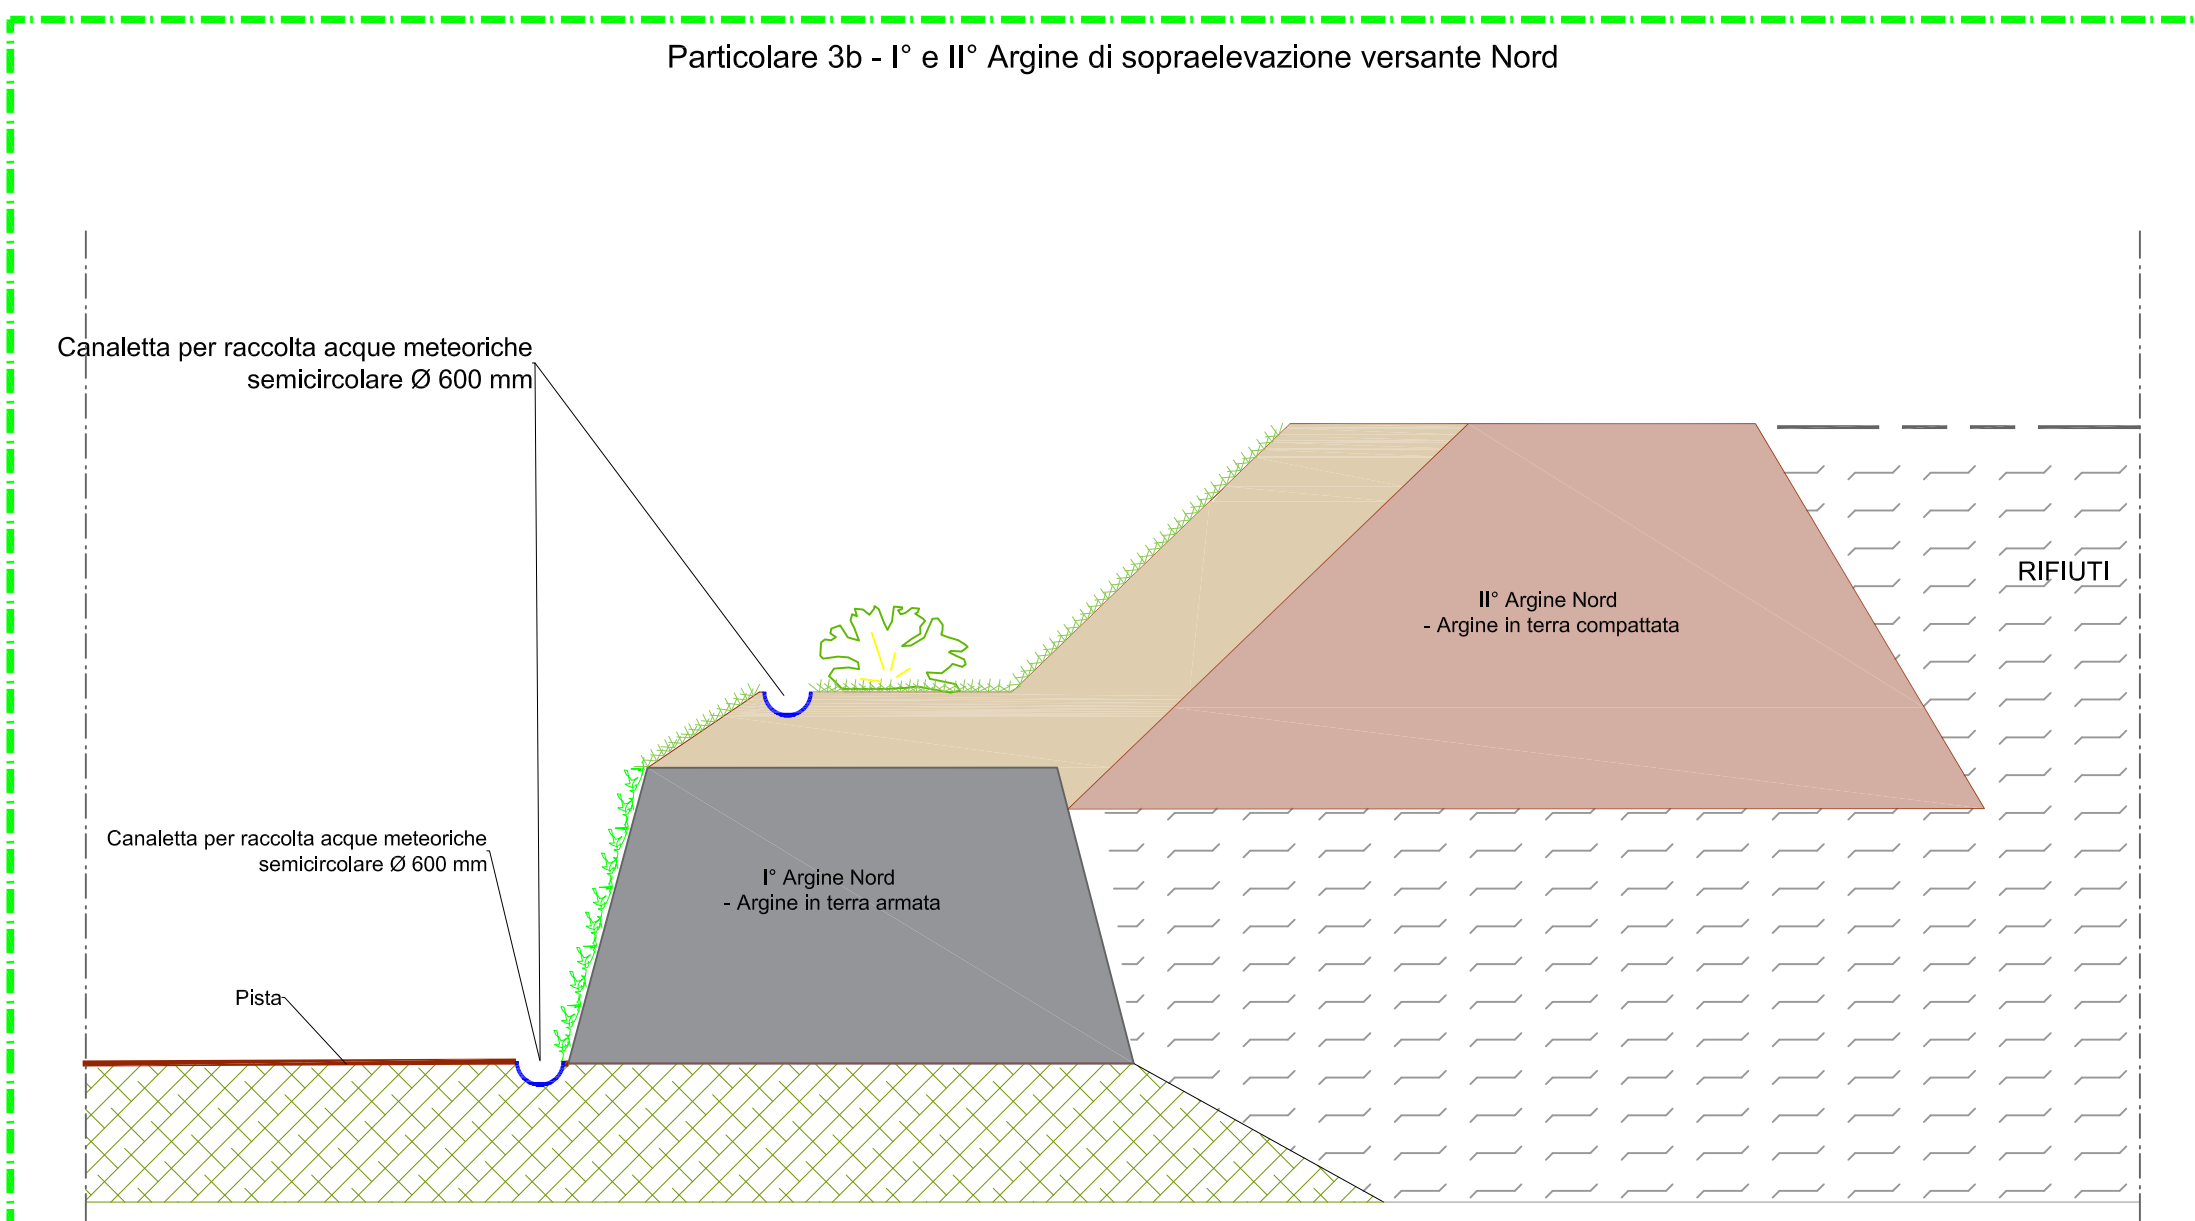 Particolare 3b - I° e II° Argine di sopraelevazione versante Nord
Canaletta per raccolta acque meteoriche
semicircolare Ø 600 mm
RIFIUTI
II° Argine Nord
- Argine in terra compattata
Canaletta per raccolta acque meteoriche
semicircolare Ø 600 mm
I° Argine Nord
- Argine in terra armata
Pista